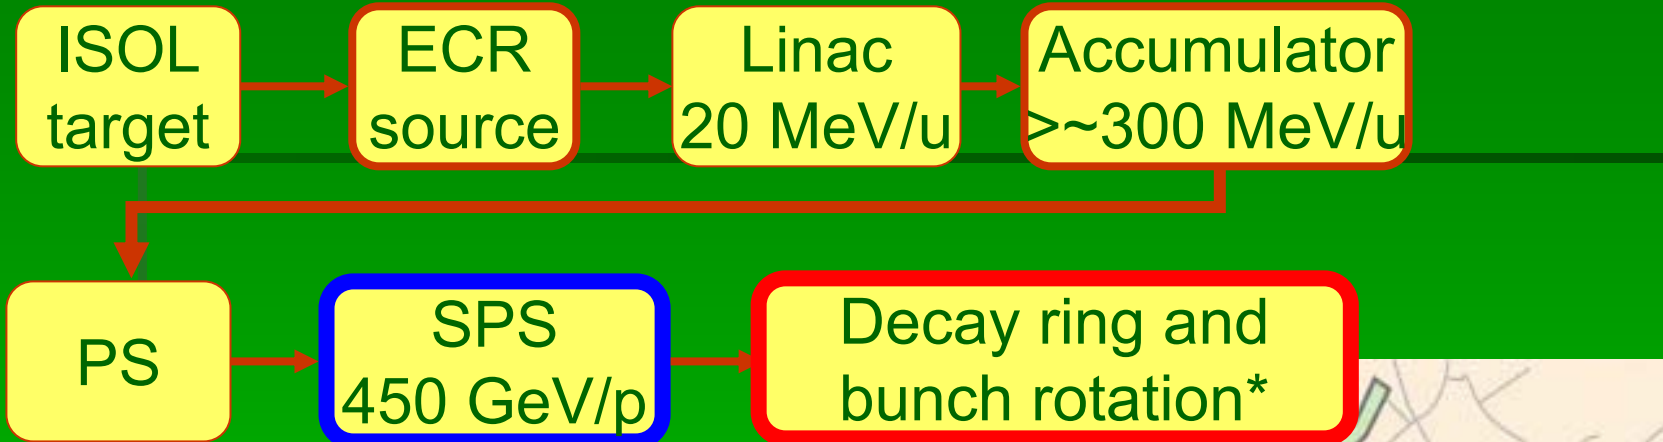 ISOL
target
ECR
source
Linac
20 MeV/u
Accumulator
>~300 MeV/u
PS
SPS
450 GeV/p
Decay ring and
bunch rotation*